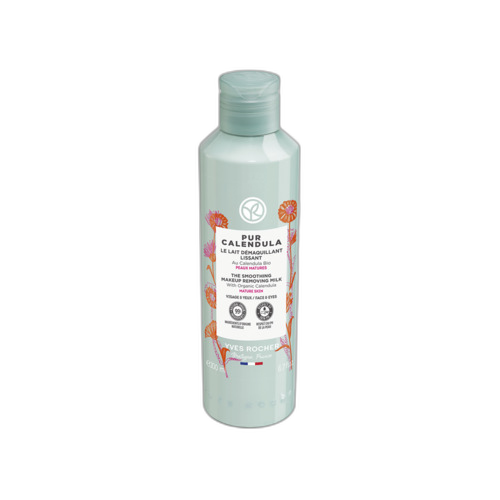 PUR
CALENDULA
LE LAIT DÉMAQUILLANT
LISSANT
Au Calendula Bio
PEAUX MATURES
THE SMOOTHING
MAKEUP REMOVING MILK
With Organic Calendula
MATURE SKIN
VISAGE & YEUX / FACE & EYES
YVES ROCHER